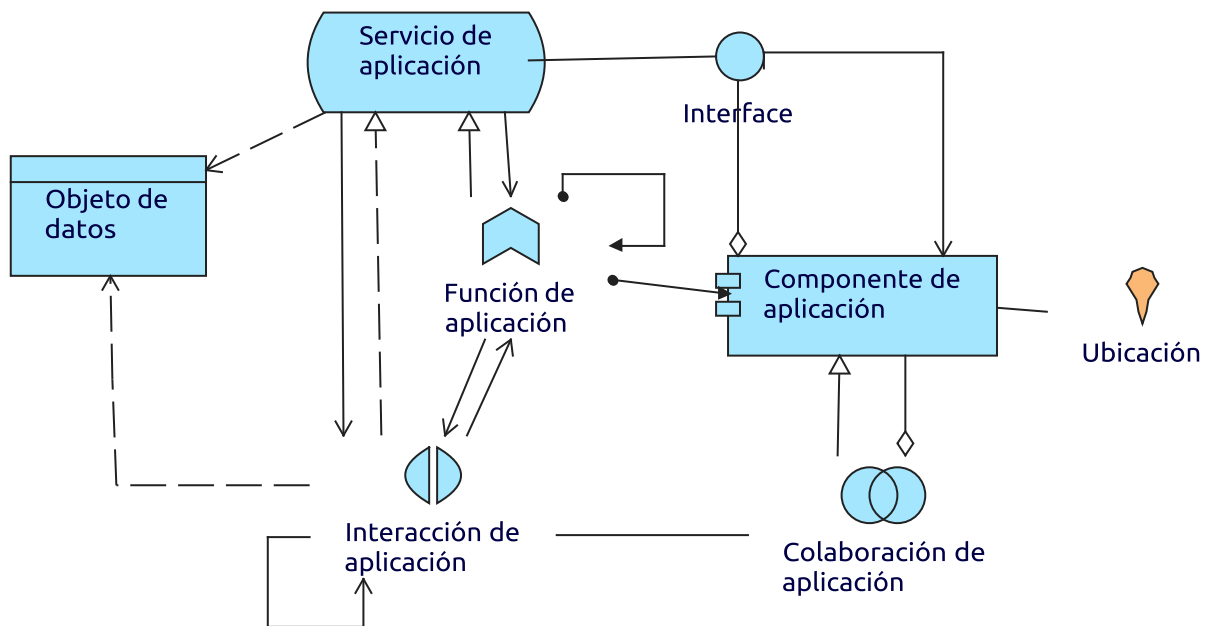 Servicio de
aplicación
Interface
Objeto de
datos
Función de
aplicación
Componente de
aplicación
Ubicación
Interacción de
aplicación
Colaboración de
aplicación